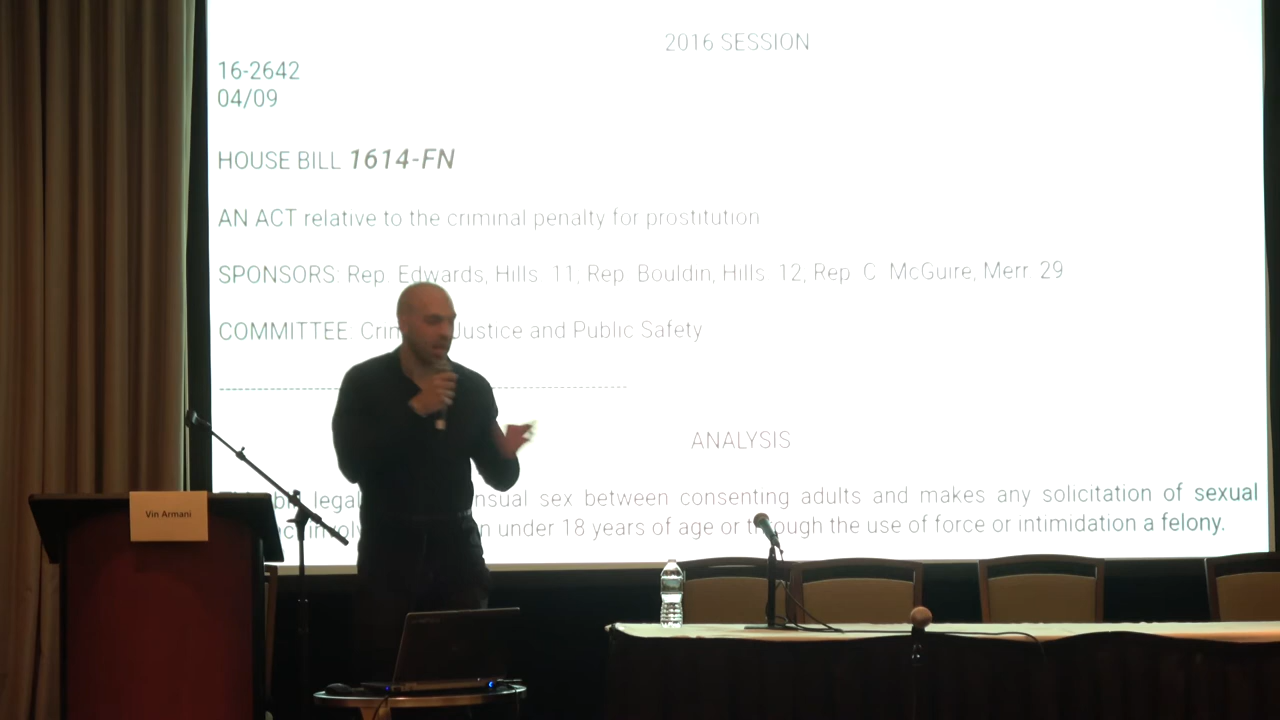 2016 SESSION
16-2642
04/09
HOUSE BILL 1614-FN
AN ACT relative to the criminal penalty for prostitution
SPONSORS: Rep. Edwards, Hills. 11, Rep. Bouldin, Hills. 12, Rep. C. McGuire, Merr. 29
COMMITTEE: Justice and Public Safety
ANALYSIS
sex between consenting adults and makes any solicitation of sexual
under 18 years of age or through the use of force or intimidation a felony.
Vin Armani